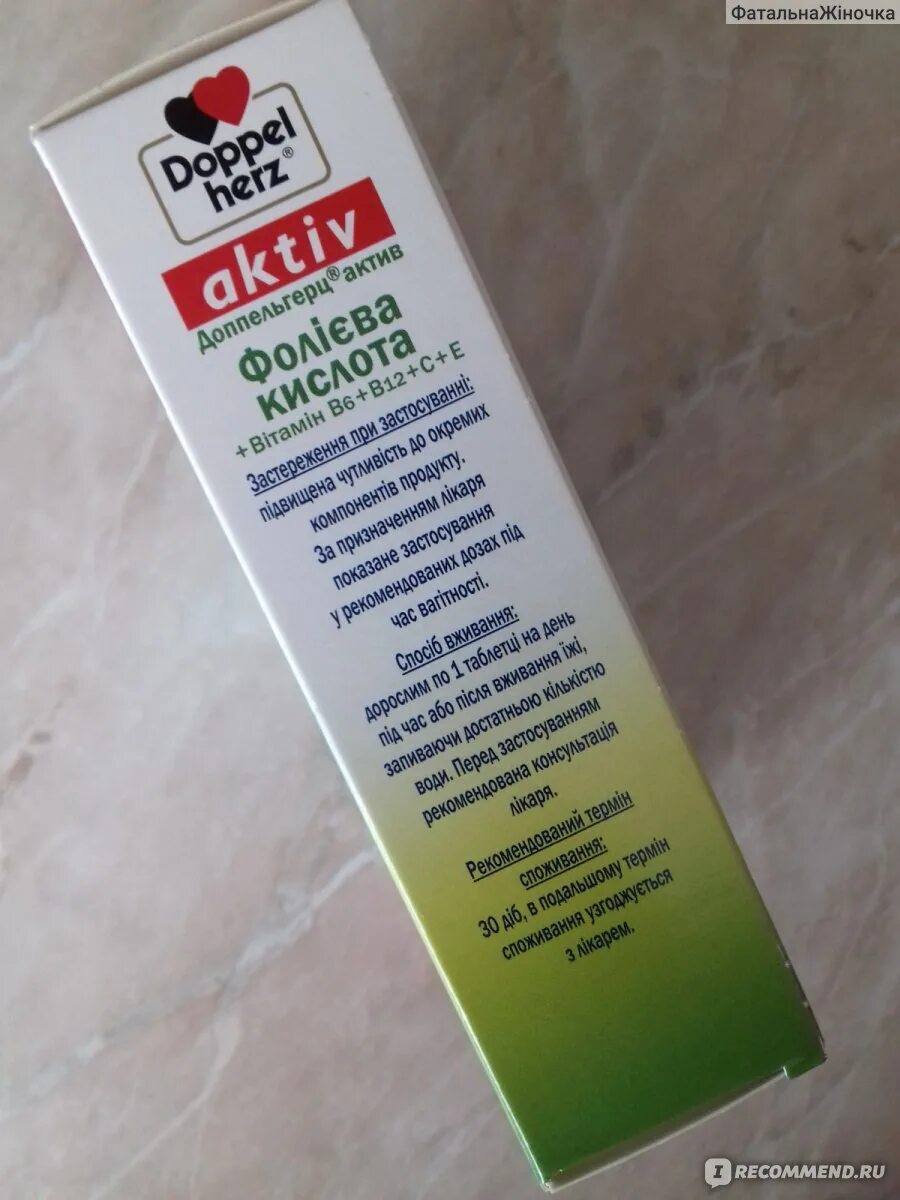 ФатальнаЖіночка
Doppel
herz®
aktiv
Доппельгерц® актив
Фолієва
кислота
+Вітамін В6+В12+С+Е
Застереження при застосуванні:
підвищена чутливість до окремих
компонентів продукту.
За призначенням лікаря
показане застосування
у рекомендованих дозах під
час вагітності.
Спосіб вживання:
дорослим по 1 таблетці на день
під час або після вживання їжі,
запиваючи достатньою кількістю
води. Перед застосуванням
рекомендована консультація
лікаря.
Рекомендований термін
споживання:
30 діб, в подальшому термін
споживання узгоджується
з лікарем.
IRECOMMEND.RU